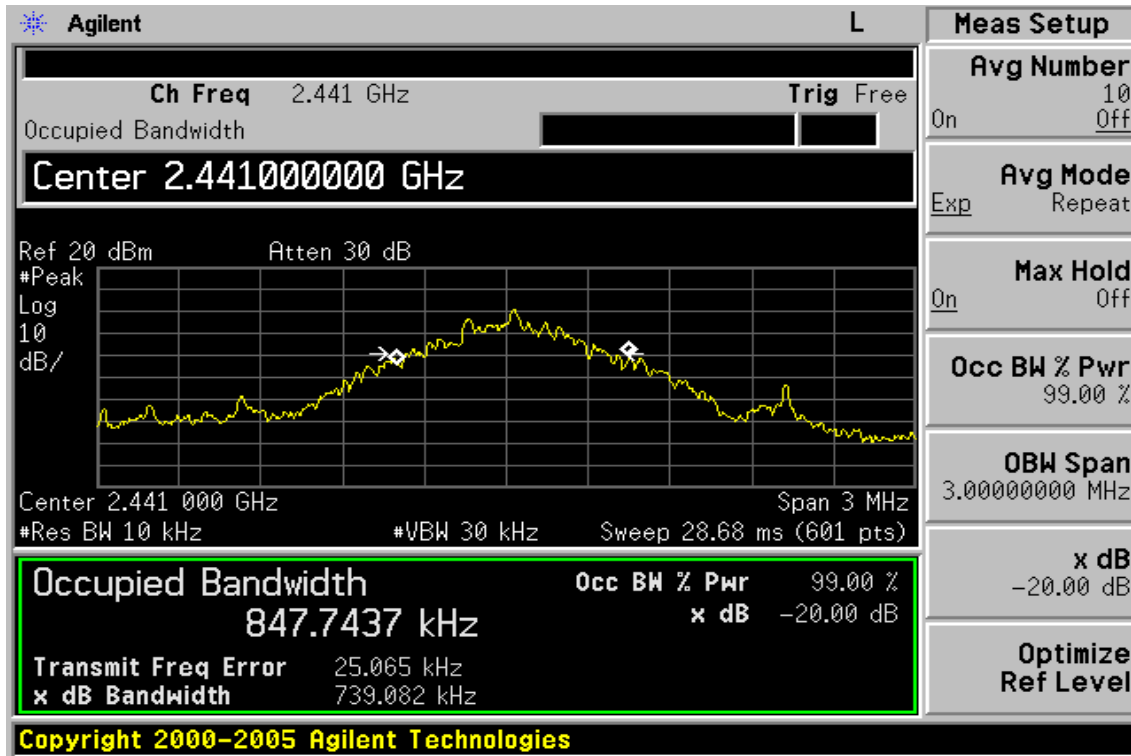 Agilent L
Ch Freq 2.441 GHz Trig Free
Occupied Bandwidth
Center 2.441000000 GHz
Ref 20 dBm Atten 30 dB
#Peak
Log
10
dB/
Center 2.441 000 GHz Span 3 MHz
#Res BW 10 kHz #VBW 30 kHz Sweep 28.68 ms (601 pts)
Occupied Bandwidth
847.7437 kHz
Occ BW % Pwr 99.00 %
x dB -20.00 dB
Transmit Freq Error 25.065 kHz
x dB Bandwidth 739.082 kHz
Copyright 2000-2005 Agilent Technologies
Meas Setup
Avg Number
10
On Off
Avg Mode
Exp Repeat
Max Hold
On Off
Occ BW % Pwr
99.00 %
OBW Span
3.00000000 MHz
x dB
-20.00 dB
Optimize
Ref Level